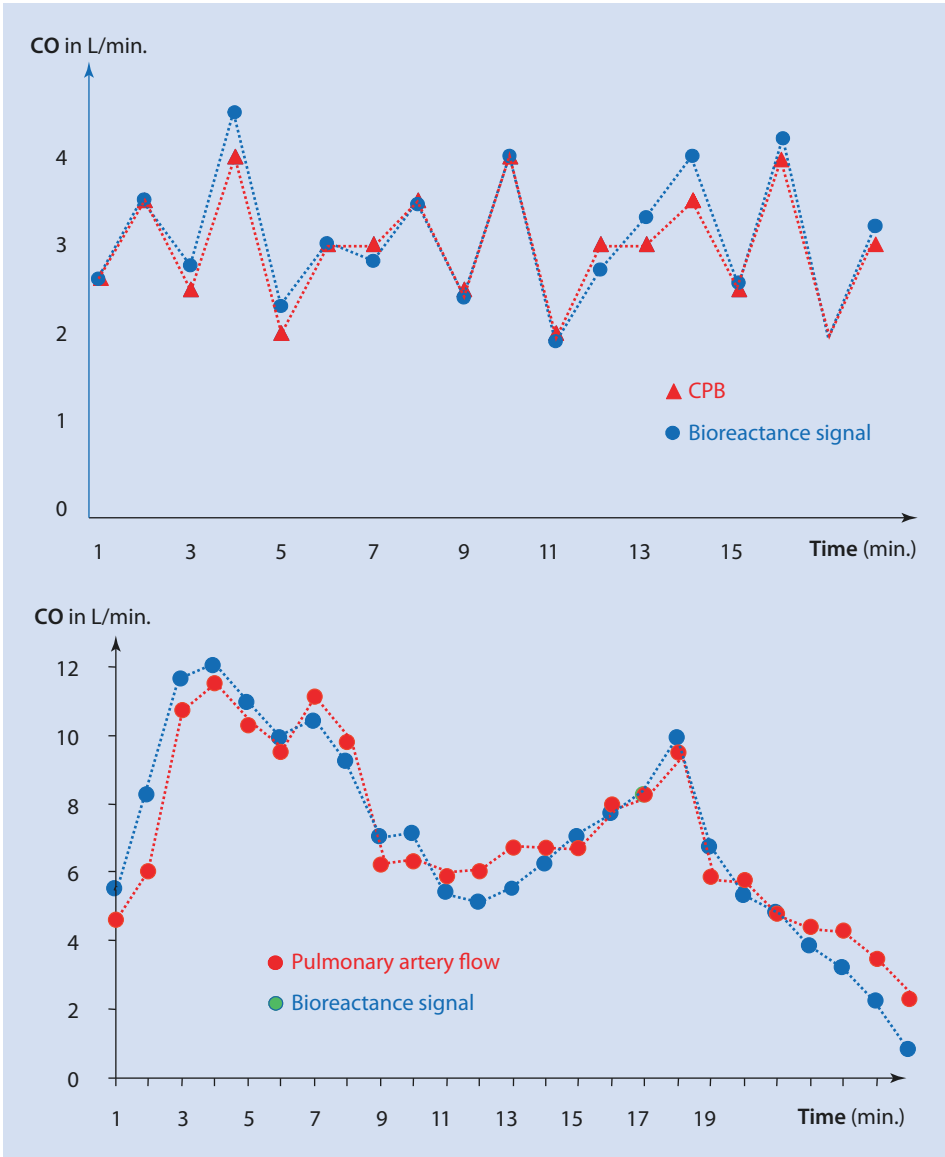 CO in L/min.
4
3
2
1
0
CPB
Bioreactance signal
1 3 5 7 9 11 13 15 Time (min.)
CO in L/min.
12
10
8
6
4
2
0
Pulmonary artery flow
Bioreactance signal
1 3 5 7 9 11 13 15 17 19 Time (min.)